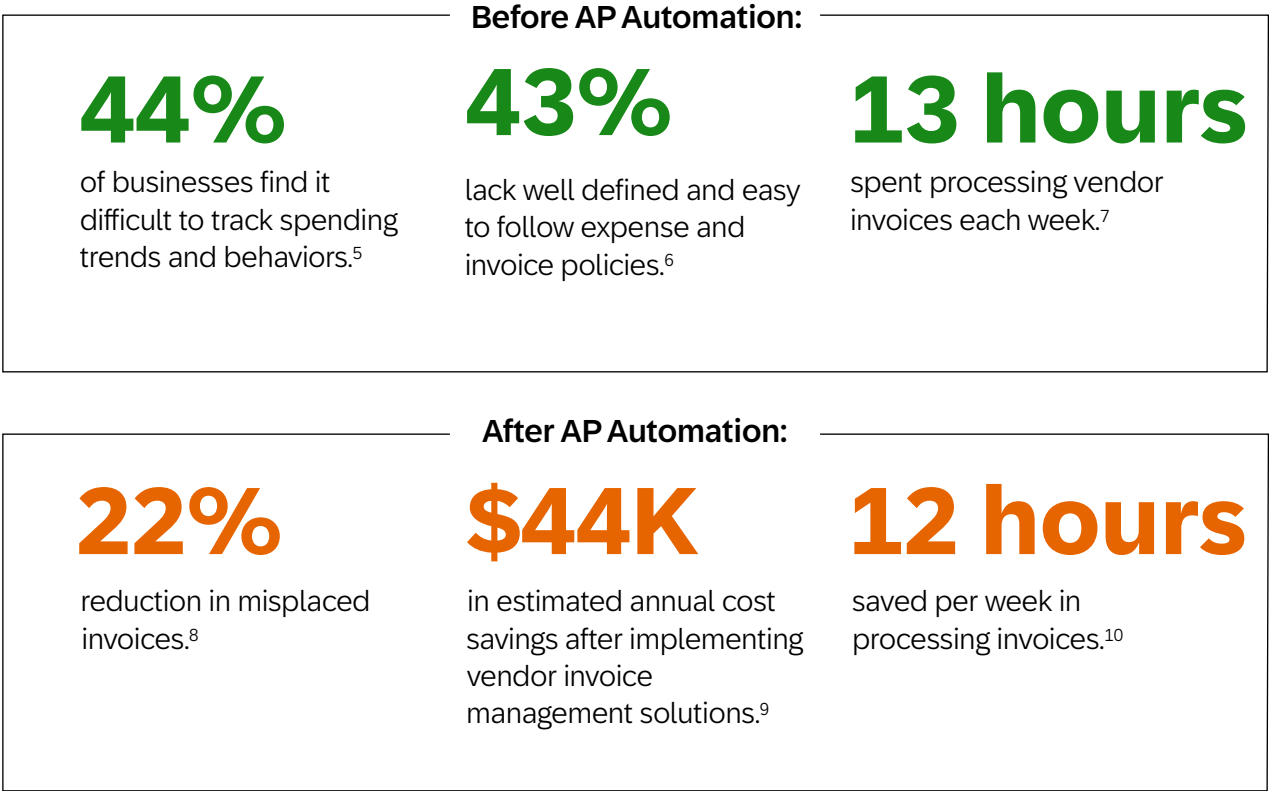 Before AP Automation:
44%
of businesses find it
difficult to track spending
trends and behaviors.5
43%
lack well defined and easy
to follow expense and
invoice policies.6
13 hours
spent processing vendor
invoices each week.7
After AP Automation:
22%
reduction in misplaced
invoices.8
$44K
in estimated annual cost
savings after implementing
vendor invoice
management solutions.9
12 hours
saved per week in
processing invoices.10